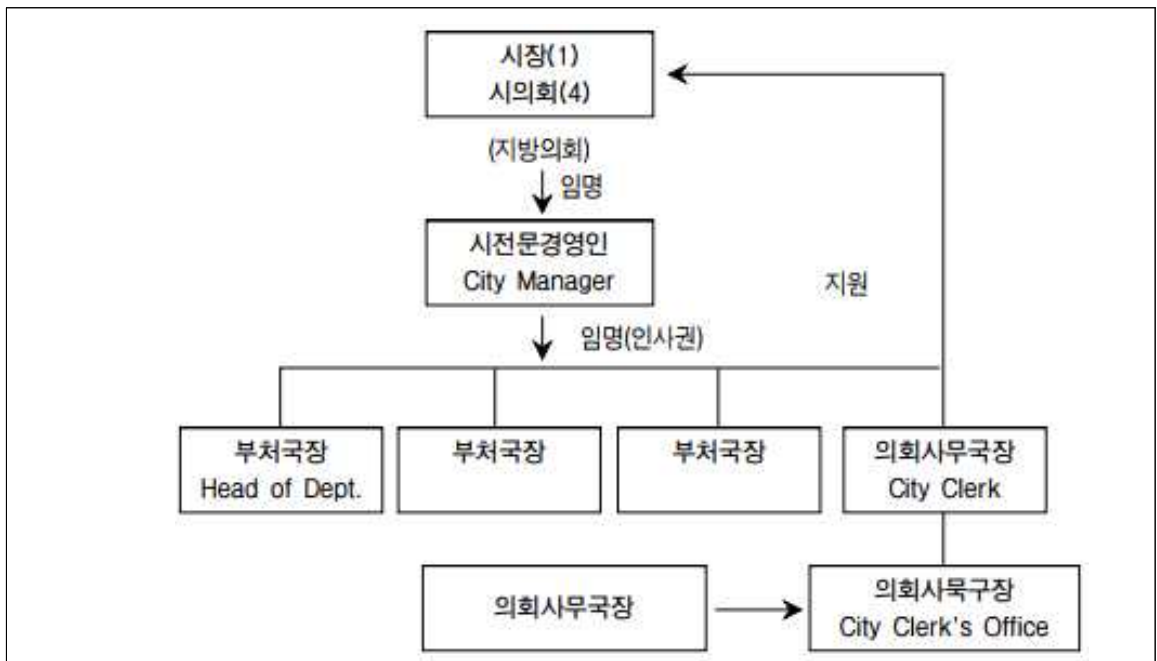 시장(1)
시의회(4)
(지방의회)
임명
시전문경영인
City Manager
지원
임명(인사권)
부처국장
Head of Dept.
부처국장
부처국장
의회사무국장
City Clerk
의회사무국장
의회사묵구장
City Clerk's Office